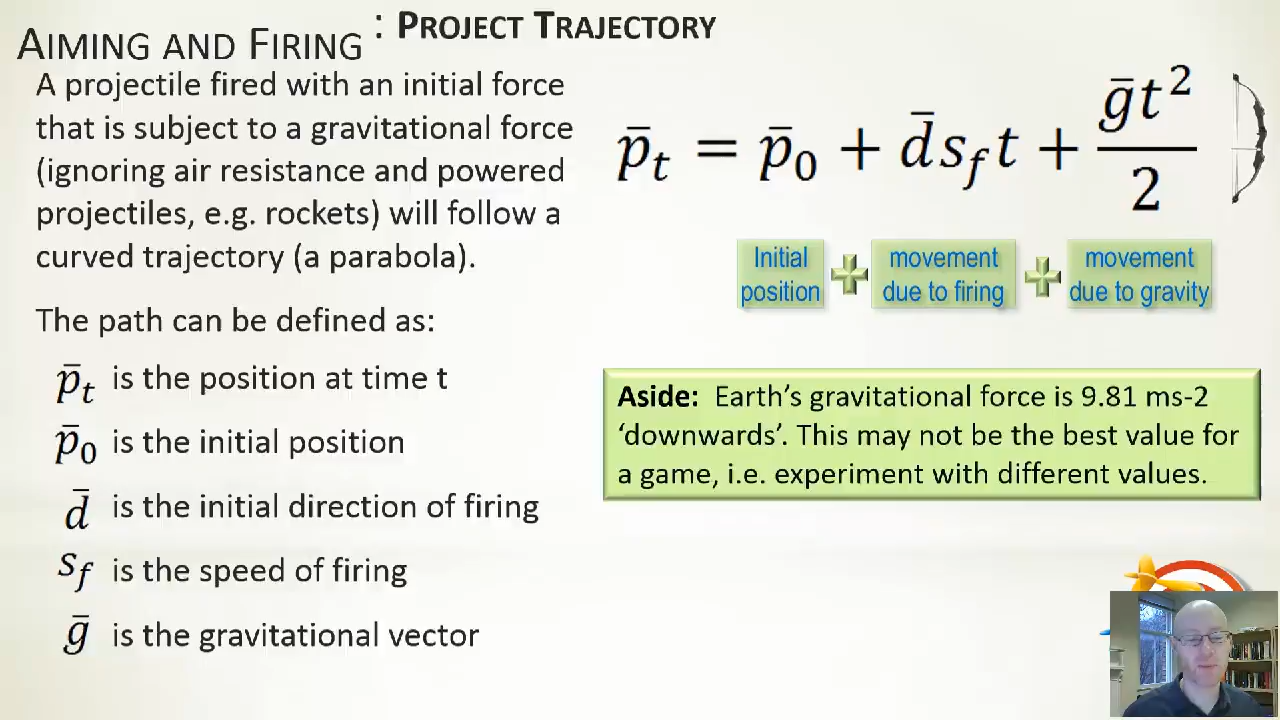 AIMING AND FIRING : PROJECT TRAJECTORY
A projectile fired with an initial force
that is subject to a gravitational force
(ignoring air resistance and powered
projectiles, e.g. rockets) will follow a
curved trajectory (a parabola).
The path can be defined as:
p̄ₜ is the position at time t
p̄₀ is the initial position
d̄ is the initial direction of firing
s_f is the speed of firing
ḡ is the gravitational vector
p̄ₜ = p̄₀ + d̄s_f t + ḡt²/2
Initial position + movement due to firing + movement due to gravity
Aside: Earth's gravitational force is 9.81 ms-2
‘downwards’. This may not be the best value for
a game, i.e. experiment with different values.